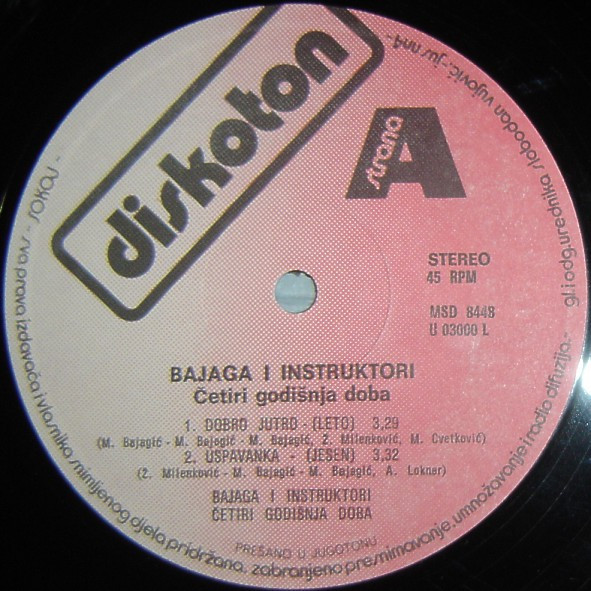 diskoton
strana
A
STEREO
45 RPM
MSD 8448
U 03000 L
BAJAGA I INSTRUKTORI
Četiri godišnja doba
1. DOBRO JUTRO - (LETO) 3,29
(M. Bajagić - M. Bajogić - M. Bajagić, Ž. Milenković, M. Cvetković)
2. USPAVANKA - (JESEN) 3,32
(Ž. Milenković - M. Bajagić - M. Bajagić, A. Lokner)
BAJAGA I INSTRUKTORI
ČETIRI GODIŠNJA DOBA
PREŠANO U JUGOTONU
- SOKOJ - sva prava izdavača i vlasnika snimljenog djela pridržana. zabranjeno presnimavanje, umnožavanje i radio difuzija. - gl. i odg. urednik slobodan vujović. - jus nn4 -